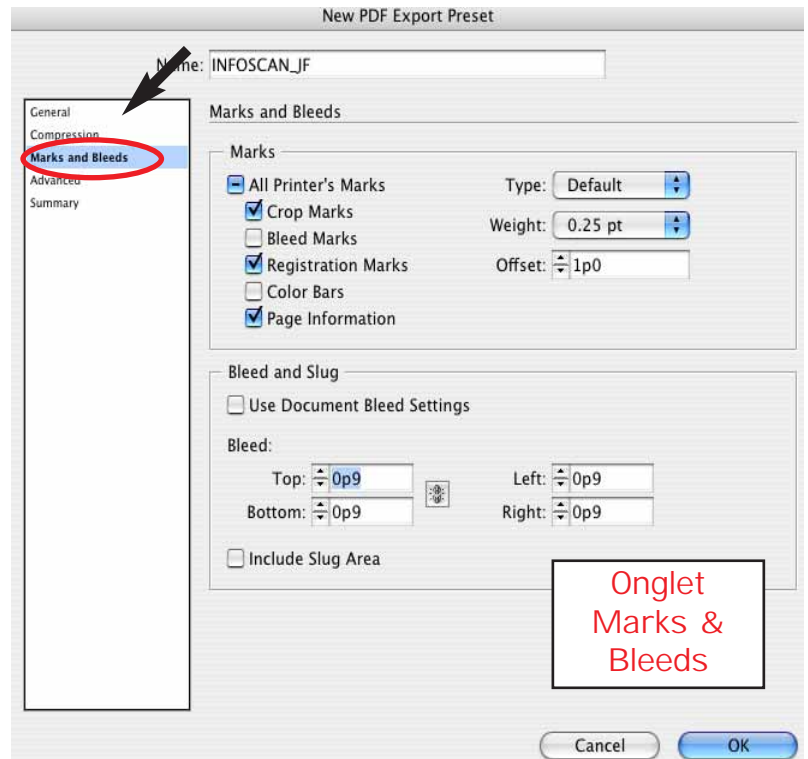 New PDF Export Preset
Name: INFOSCAN_JF
General
Compression
Marks and Bleeds
Advanced
Summary
Marks and Bleeds
Marks
All Printer's Marks
Crop Marks
Bleed Marks
Registration Marks
Color Bars
Page Information
Type: Default
Weight: 0.25 pt
Offset: 1p0
Bleed and Slug
Use Document Bleed Settings
Bleed:
Top: 0p9 Left: 0p9
Bottom: 0p9 Right: 0p9
Include Slug Area
Onglet
Marks &
Bleeds
Cancel OK